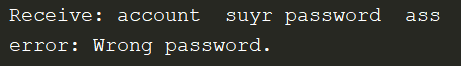 Receive: account  suyr password  ass
error: Wrong password.